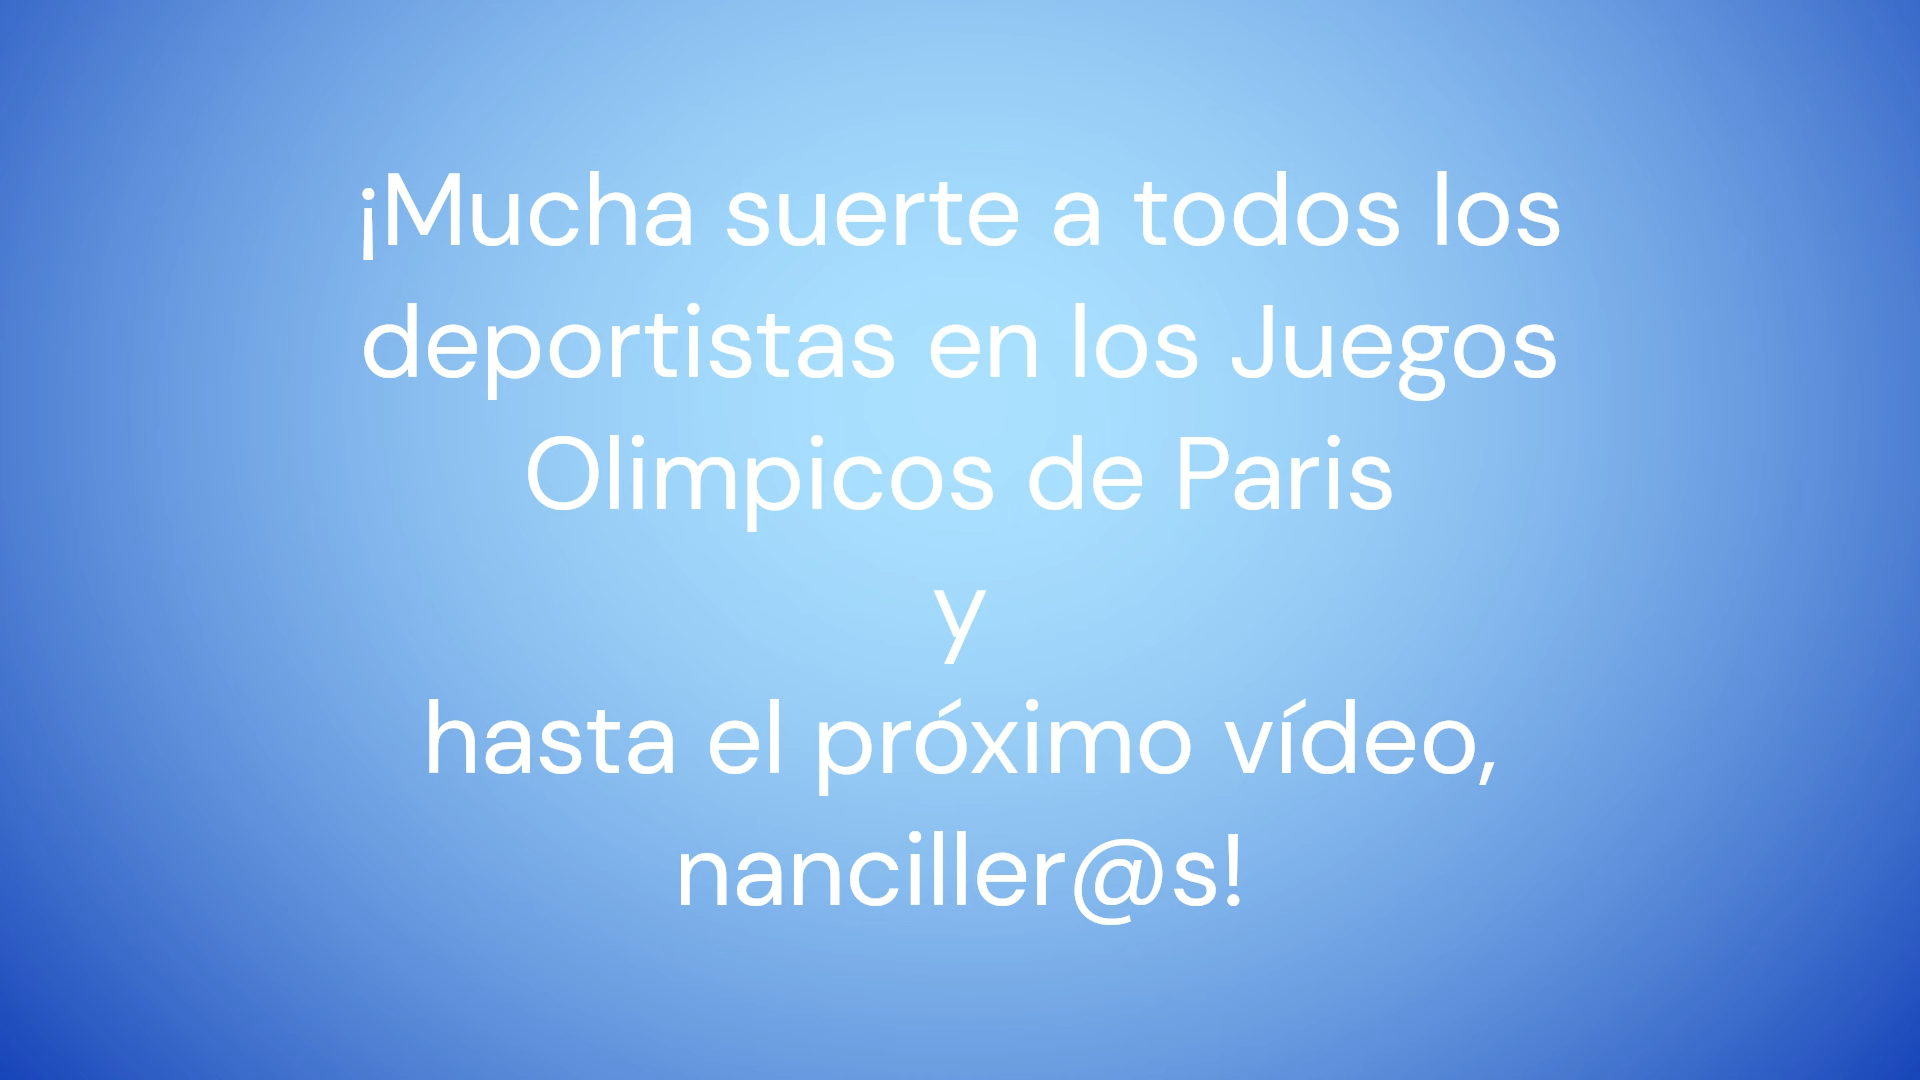 ¡Mucha suerte a todos los
deportistas en los Juegos
Olimpicos de Paris
y
hasta el próximo vídeo,
nanciller@s!